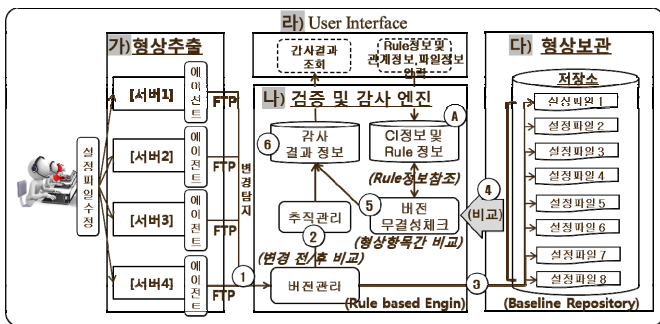 라) User Interface
가) 형상추출
다) 형상보관
감사결과
조회
Rule정보 및
관계정보,파일정보
입력
저장소
나) 검증 및 감사 엔진
[서버1]
에이전트
FTP
[서버2]
에이전트
FTP
[서버3]
에이전트
FTP
[서버4]
에이전트
FTP
설정파일수정
변경탐지
6
감사
결과 정보
A
CI정보 및
Rule 정보
(Rule정보참조)
추적관리
5
버전
무결성체크
(형상항목간 비교)
4
(비교)
2
(변경 전/후 비교)
1
버전관리
3
(Rule based Engin)
설정파일1
설정파일2
설정파일3
설정파일4
설정파일5
설정파일6
설정파일7
설정파일8
(Baseline Repository)